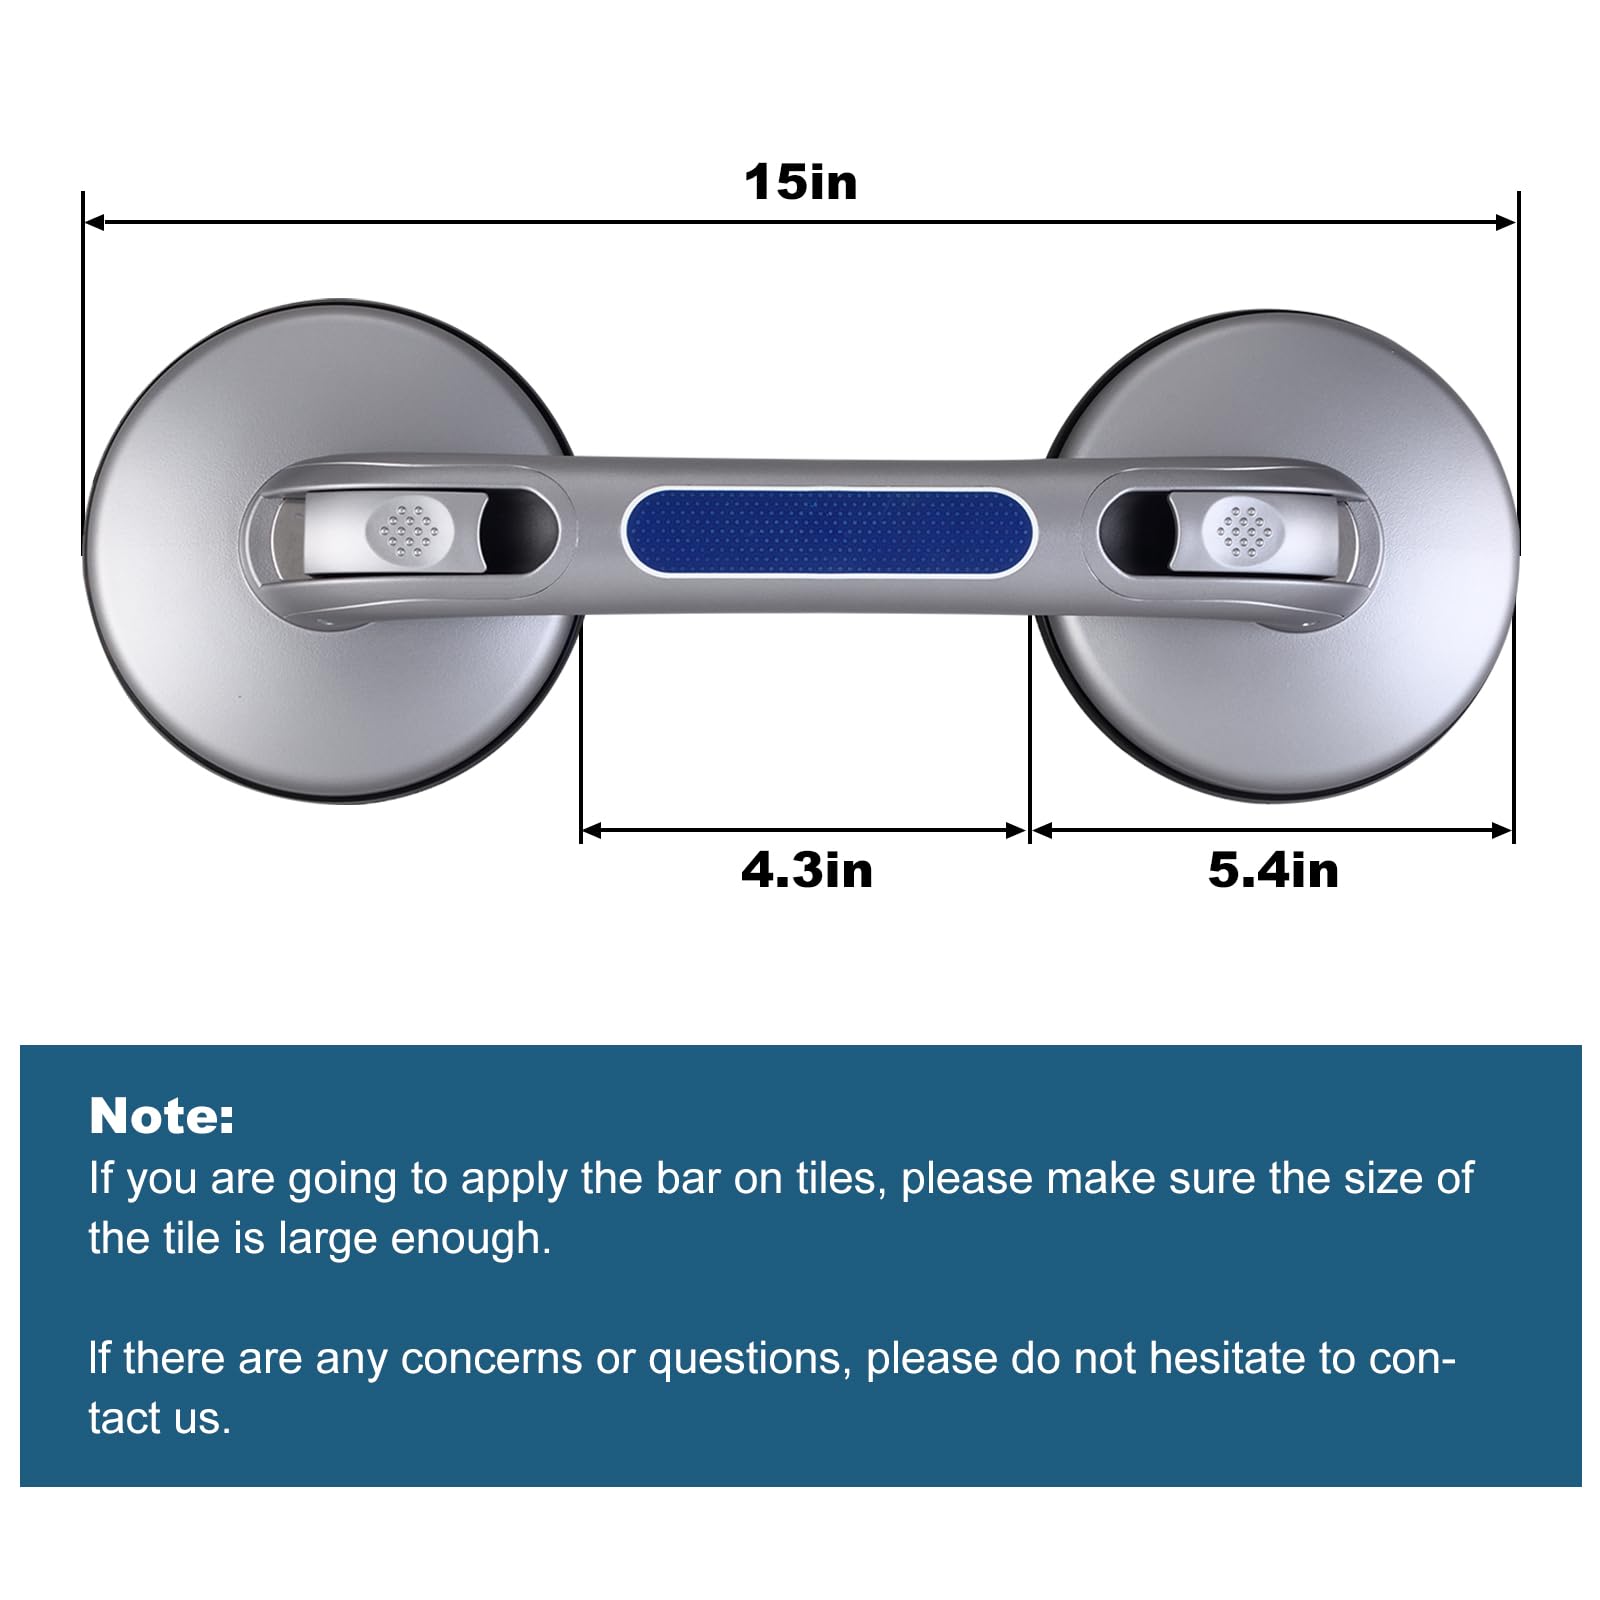 15in
4.3in
5.4in
Note:
If you are going to apply the bar on tiles, please make sure the size of
the tile is large enough.
If there are any concerns or questions, please do not hesitate to con-
tact us.